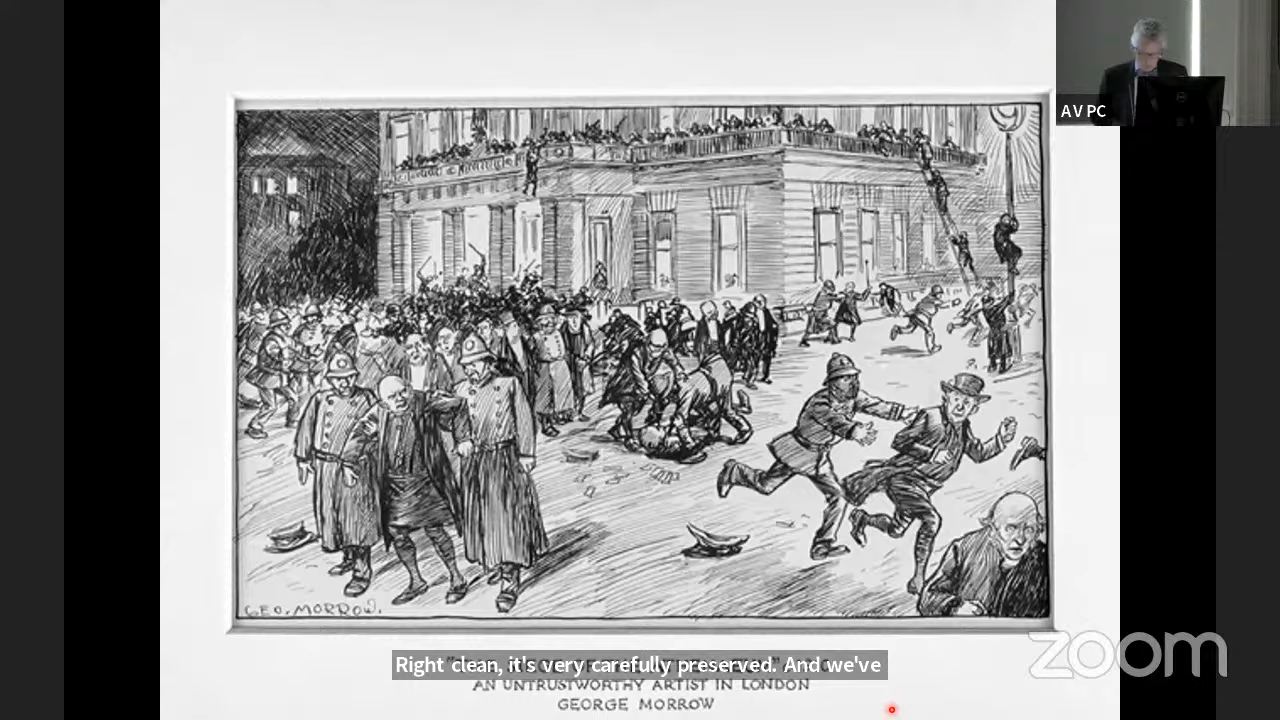 AV PC
GEO. MORROW.
Right clean, it's very carefully preserved. And we've
AN UNTRUSTWORTHY ARTIST IN LONDON
GEORGE MORROW
zoom